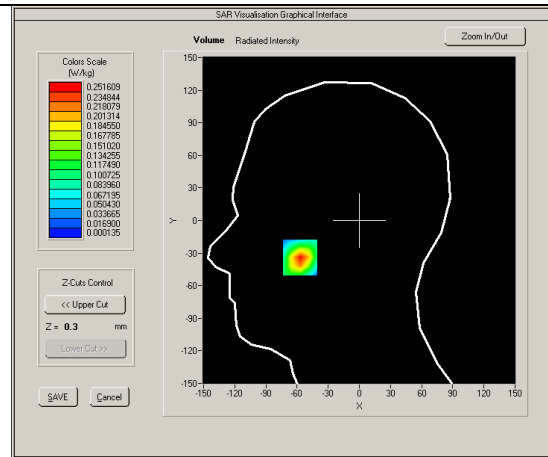 SAR Visualisation Graphical Interface
Volume Radiated Intensity
Zoom In/Out
Colors Scale
(W/kg)
0.251609
0.234844
0.218079
0.201314
0.184550
0.167785
0.151020
0.134255
0.117490
0.100725
0.083960
0.067195
0.050430
0.033665
0.016900
0.000135
Z-Cuts Control
<< Upper Cut
Z = 0.3 mm
Lower Cut >>
SAVE Cancel
150
120
90
60
30
0
-30
-60
-90
-120
-150
Y
-150 -120 -90 -60 -30 0 30 60 90 120 150
X